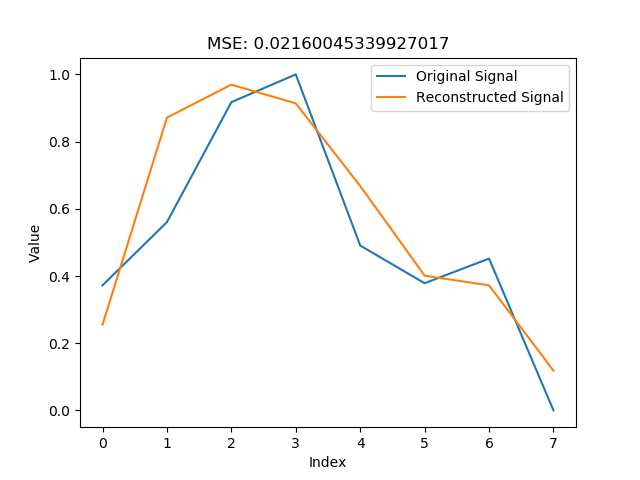 MSE: 0.02160045339927017
Original Signal
Reconstructed Signal
1.0
0.8
0.6
0.4
0.2
0.0
Value
0 1 2 3 4 5 6 7
Index